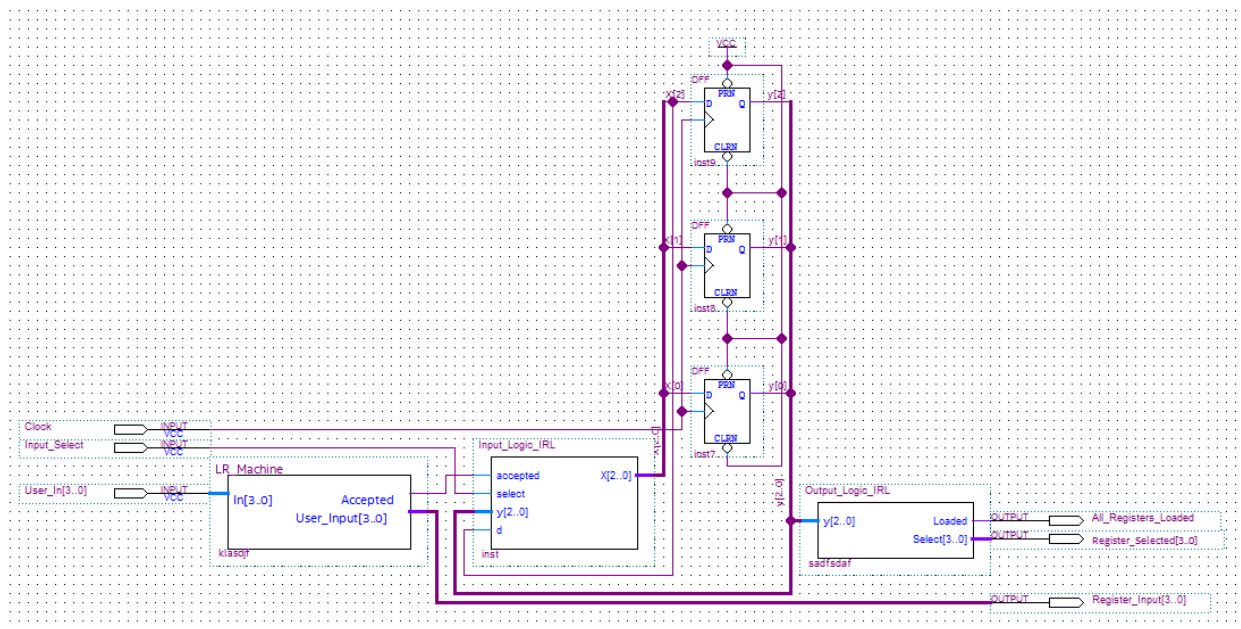 VCC
DFF
X[2]
PRN
D
Q
y[2]
CLRN
inst9
DFF
X[1]
PRN
D
Q
y[1]
CLRN
inst8
DFF
X[0]
PRN
D
Q
y[0]
CLRN
inst7
Clock
INPUT
VCC
Input_Select
INPUT
VCC
User_In[3..0]
INPUT
VCC
LR_Machine
In[3..0]
Accepted
User_Input[3..0]
klasdjf
Input_Logic_IRL
accepted
X[2..0]
select
y[2..0]
d
inst
y[2..0]
Output_Logic_IRL
y[2..0]
Loaded
Select[3..0]
sadfsdaf
OUTPUT
All_Registers_Loaded
OUTPUT
Register_Selected[3..0]
OUTPUT
Register_Input[3..0]